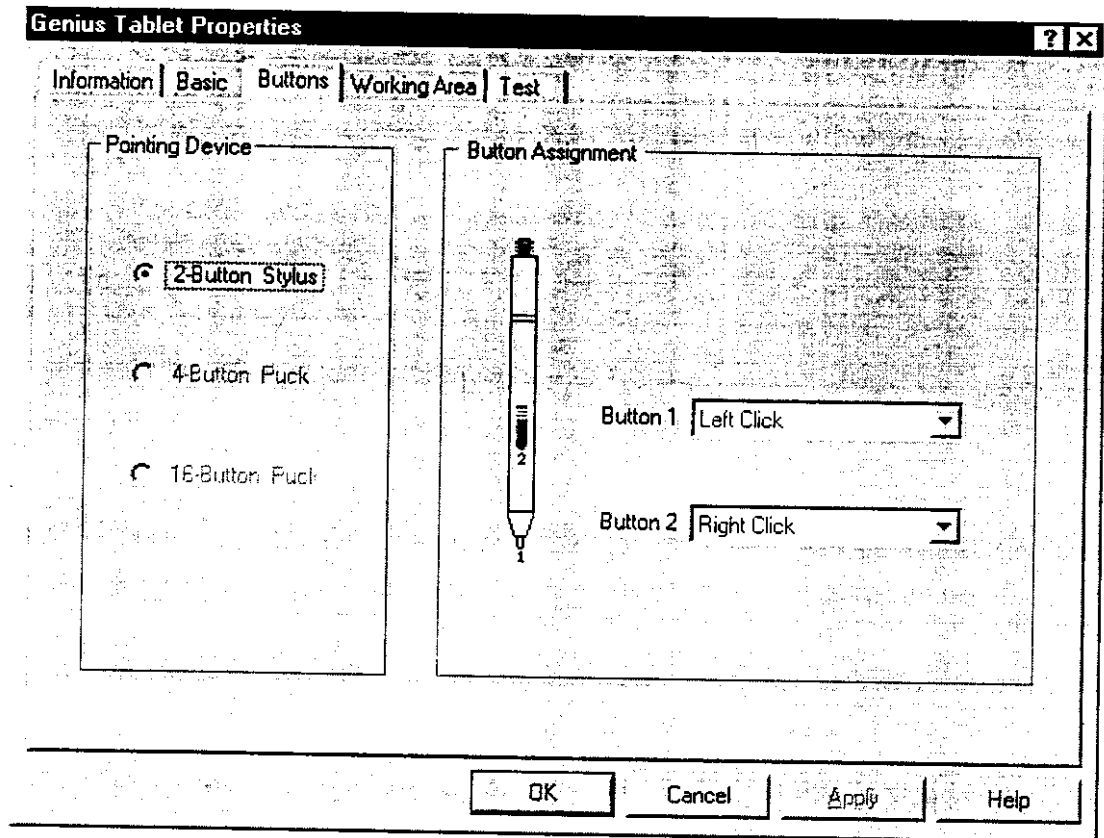 Genius Tablet Properties
? X
Information Basic Buttons Working Area Test
Pointing Device
2-Button Stylus
4-Button Puck
16-Button Puck
Button Assignment
2
1
Button 1 Left Click
Button 2 Right Click
OK Cancel Apply Help